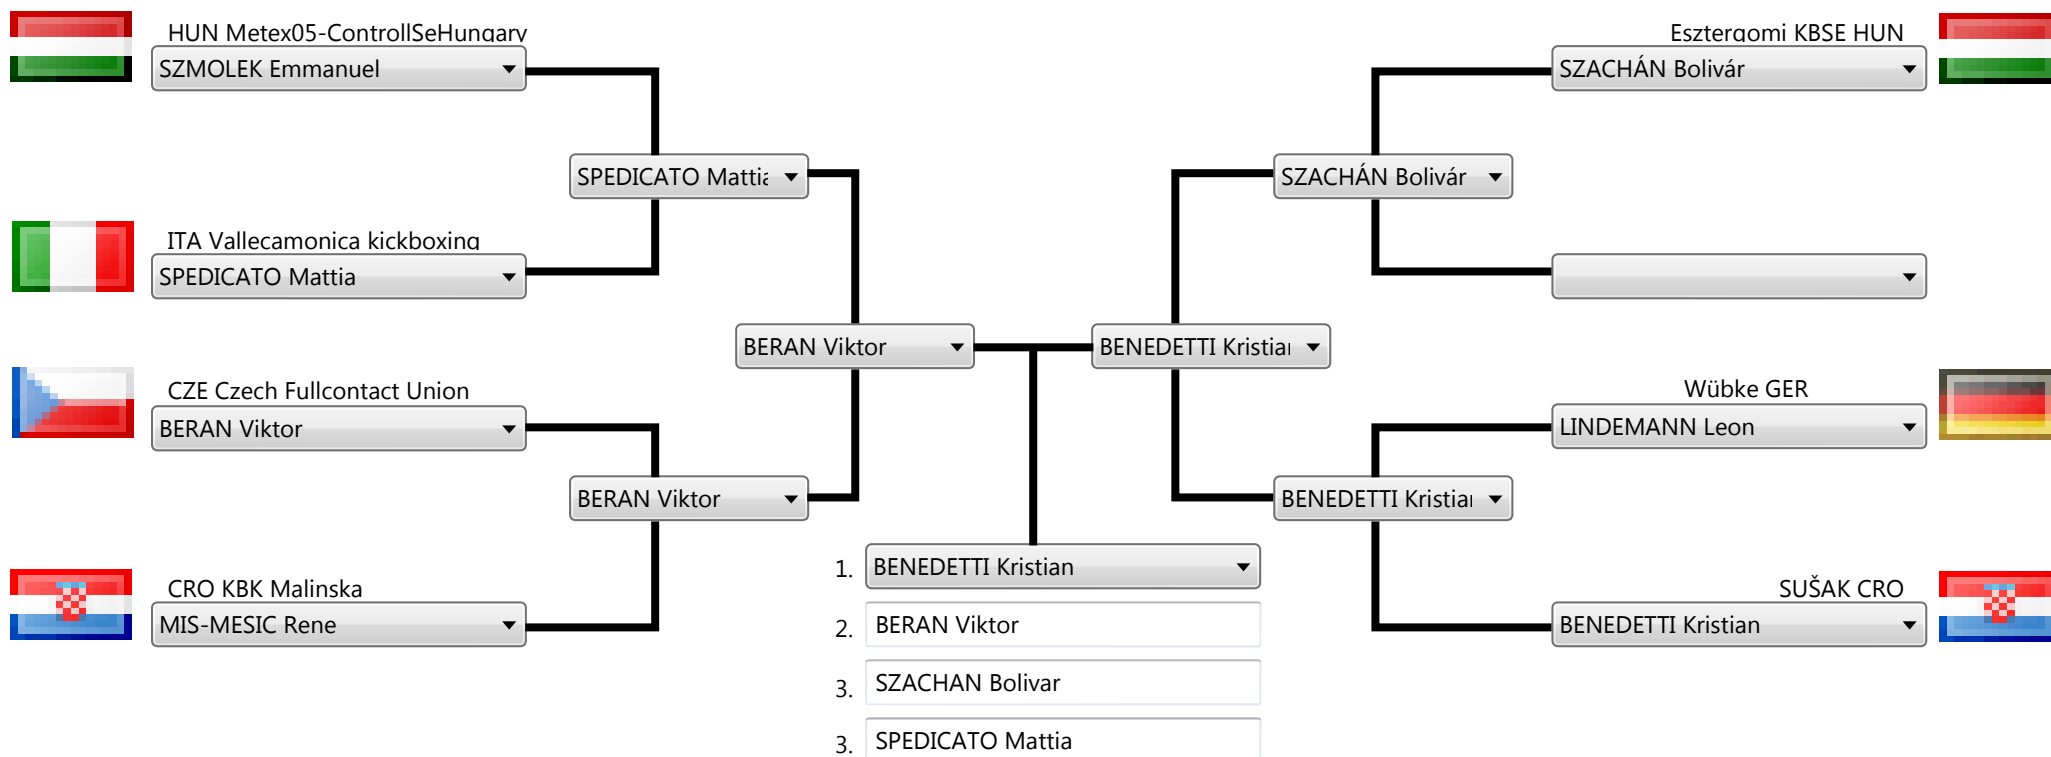 HUN Metex05-ControllSeHungary
SZMOLEK Emmanuel
Esztergomi KBSE HUN
SZACHÁN Bolivár
SPEDICATO Mattia
SZACHÁN Bolivár
ITA Vallecamonica kickboxing
SPEDICATO Mattia
BERAN Viktor
BENEDETTI Kristian
CZE Czech Fullcontact Union
BERAN Viktor
Wübke GER
LINDEMANN Leon
BERAN Viktor
BENEDETTI Kristian
CRO KBK Malinska
MIS-MESIC Rene
SUŠAK CRO
BENEDETTI Kristian
1. BENEDETTI Kristian
2. BERAN Viktor
3. SZACHAN Bolivar
3. SPEDICATO Mattia